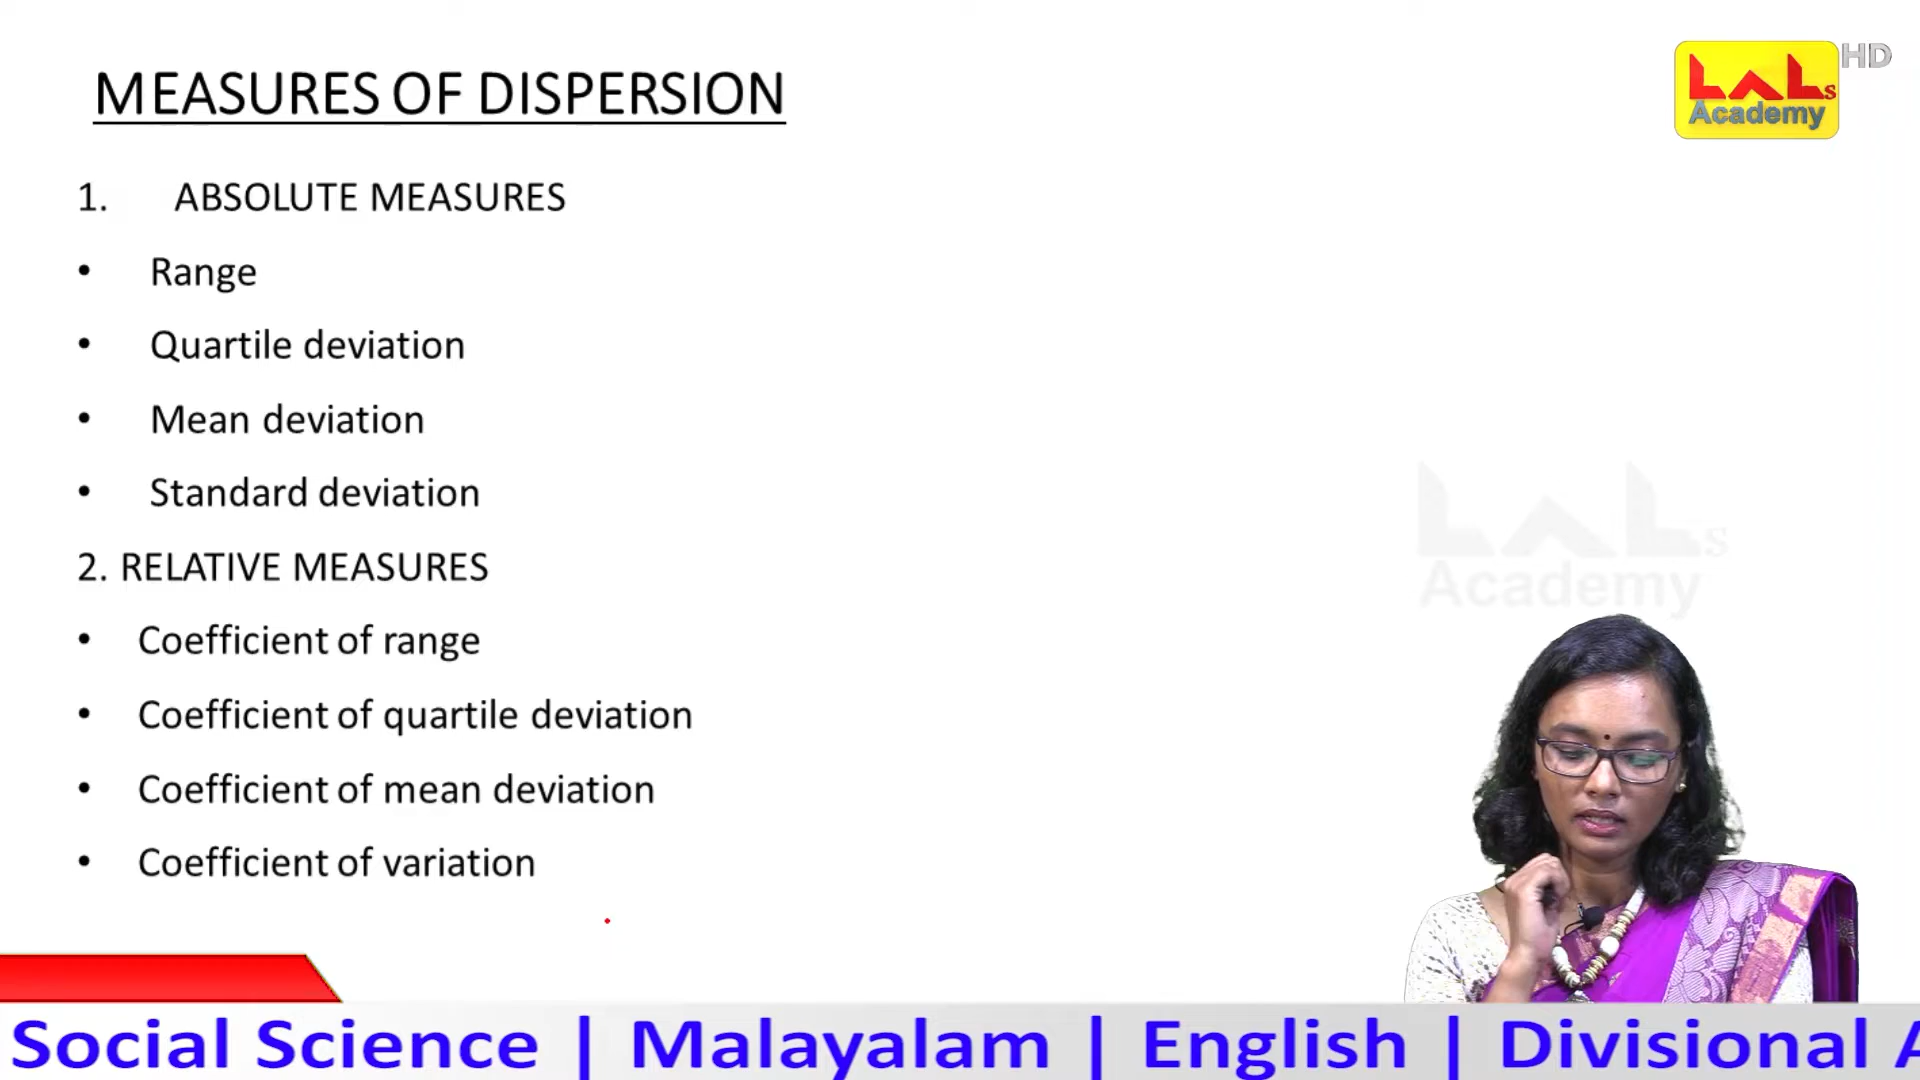 MEASURES OF DISPERSION
LALs
Academy
HD
1. ABSOLUTE MEASURES
• Range
• Quartile deviation
• Mean deviation
• Standard deviation
2. RELATIVE MEASURES
• Coefficient of range
• Coefficient of quartile deviation
• Coefficient of mean deviation
• Coefficient of variation
LALs
Academy
Social Science | Malayalam | English | Divisional A